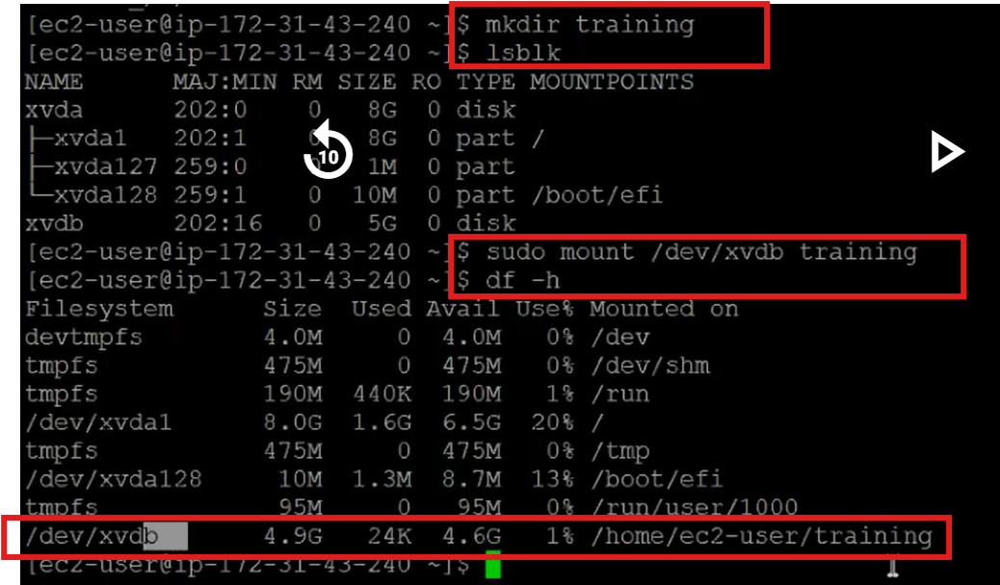 [ec2-user@ip-172-31-43-240 ~]$ mkdir training
[ec2-user@ip-172-31-43-240 ~]$ lsblk
NAME      MAJ:MIN RM SIZE RO TYPE MOUNTPOINTS
xvda      202:0    0   8G  0 disk
├─xvda1   202:1    0   8G  0 part /
├─xvda127 259:0    0   1M  0 part
└─xvda128 259:1    0  10M  0 part /boot/efi
10
xvdb      202:16   0   5G  0 disk
[ec2-user@ip-172-31-43-240 ~]$ sudo mount /dev/xvdb training
[ec2-user@ip-172-31-43-240 ~]$ df -h
Filesystem      Size  Used Avail Use% Mounted on
devtmpfs        4.0M     0  4.0M   0% /dev
tmpfs           475M     0  475M   0% /dev/shm
tmpfs           190M  440K  190M   1% /run
/dev/xvda1      8.0G  1.6G  6.5G  20% /
tmpfs           475M     0  475M   0% /tmp
/dev/xvda128     10M  1.3M  8.7M  13% /boot/efi
tmpfs            95M     0   95M   0% /run/user/1000
/dev/xvdb       4.9G   24K  4.6G   1% /home/ec2-user/training
[ec2-user@ip-172-31-43-240 ~]$